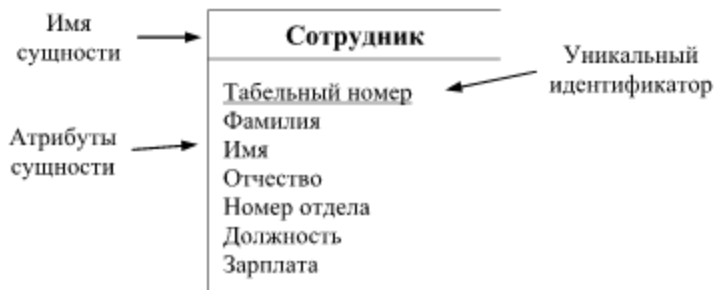 Имя
сущности
Сотрудник
Уникальный
идентификатор
Атрибуты
сущности
Табельный номер
Фамилия
Имя
Отчество
Номер отдела
Должность
Зарплата